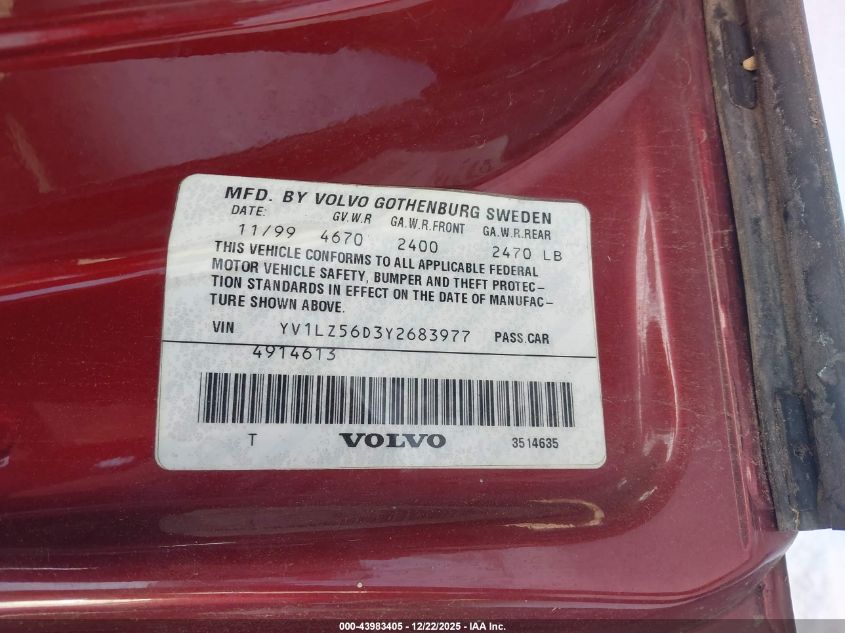 MFD. BY VOLVO GOTHENBURG SWEDEN
DATE: GV.W.R GA.W.R.FRONT GA.W.R.REAR
11/99 4670 2400 2470 LB
THIS VEHICLE CONFORMS TO ALL APPLICABLE FEDERAL
MOTOR VEHICLE SAFETY, BUMPER AND THEFT PROTEC-
TION STANDARDS IN EFFECT ON THE DATE OF MANUFAC-
TURE SHOWN ABOVE.
VIN YV1LZ56D3Y2683977 PASS.CAR
4914613
T VOLVO 3514635
000-43983405 - 12/22/2025 - IAA Inc.